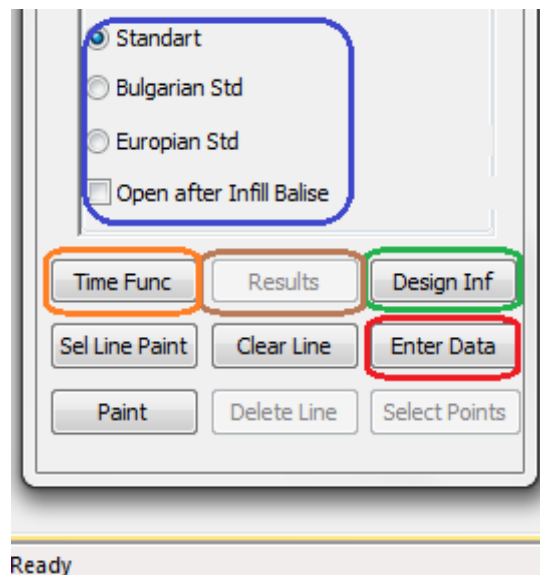 Standart
Bulgarian Std
Europian Std
Open after Infill Balise
Time Func Results Design Inf
Sel Line Paint Clear Line Enter Data
Paint Delete Line Select Points
Ready